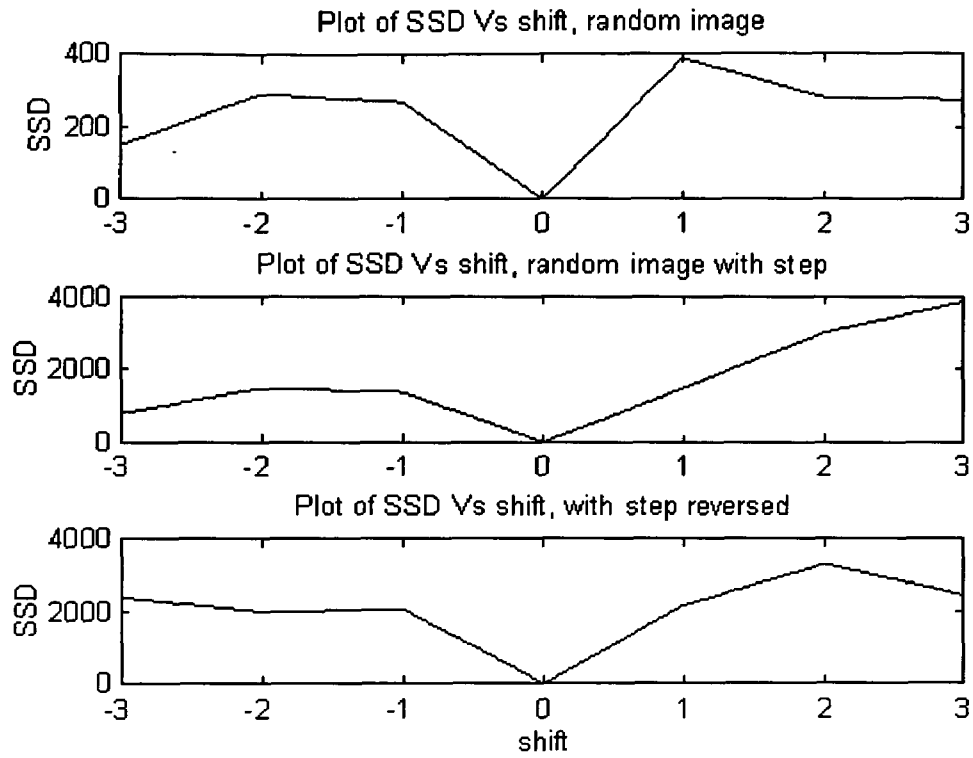 Plot of SSD Vs shift, random image
400
200
0
SSD
-3 -2 -1 0 1 2 3
Plot of SSD Vs shift, random image with step
4000
2000
0
SSD
-3 -2 -1 0 1 2 3
Plot of SSD Vs shift, with step reversed
4000
2000
0
SSD
-3 -2 -1 0 1 2 3
shift